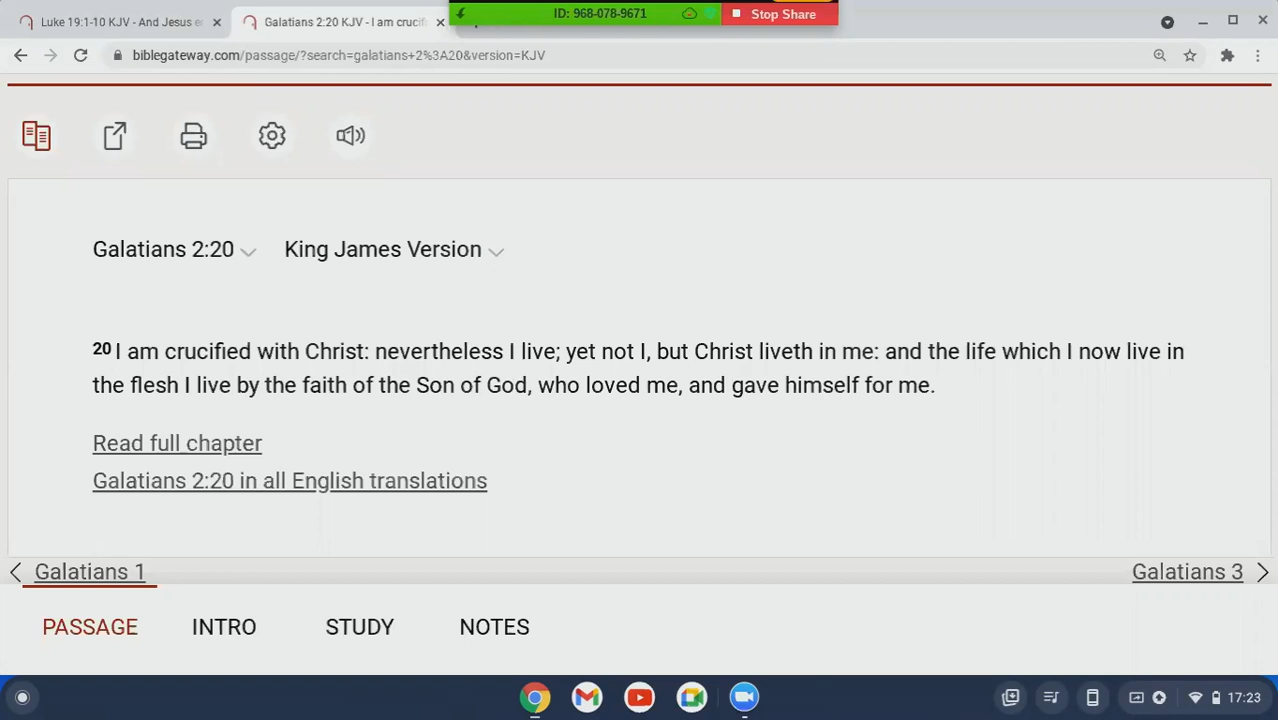 Luke 19:1-10 KJV - And Jesus e
Galatians 2:20 KJV - I am crucif
ID: 968-078-9671
Stop Share
biblegateway.com/passage/?search=galatians+2%3A20&version=KJV
Galatians 2:20
King James Version
20 I am crucified with Christ: nevertheless I live; yet not I, but Christ liveth in me: and the life which I now live in
the flesh I live by the faith of the Son of God, who loved me, and gave himself for me.
Read full chapter
Galatians 2:20 in all English translations
Galatians 1
Galatians 3
PASSAGE
INTRO
STUDY
NOTES
17:23